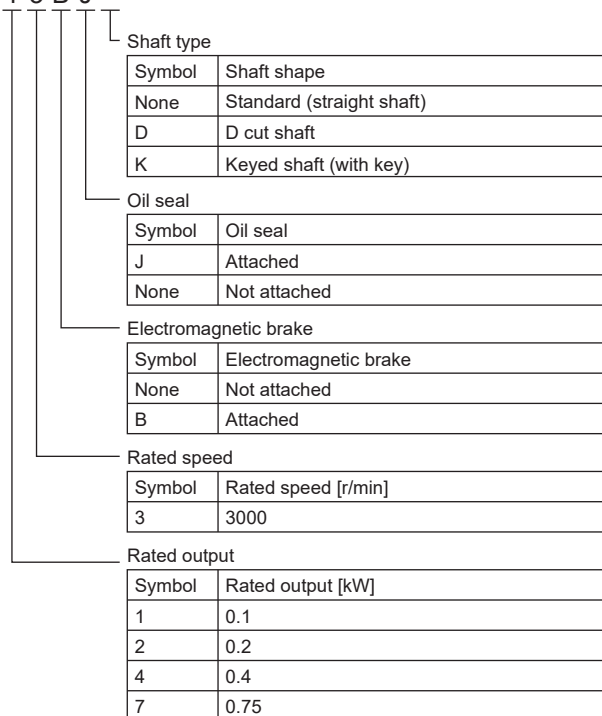 Shaft type
Symbol Shaft shape
None Standard (straight shaft)
D D cut shaft
K Keyed shaft (with key)
Oil seal
Symbol Oil seal
J Attached
None Not attached
Electromagnetic brake
Symbol Electromagnetic brake
None Not attached
B Attached
Rated speed
Symbol Rated speed [r/min]
3 3000
Rated output
Symbol Rated output [kW]
1 0.1
2 0.2
4 0.4
7 0.75